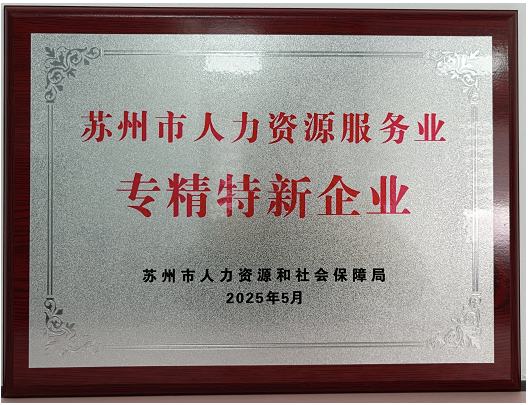 苏州市人力资源服务业
专精特新企业
苏州市人力资源和社会保障局
2025年5月